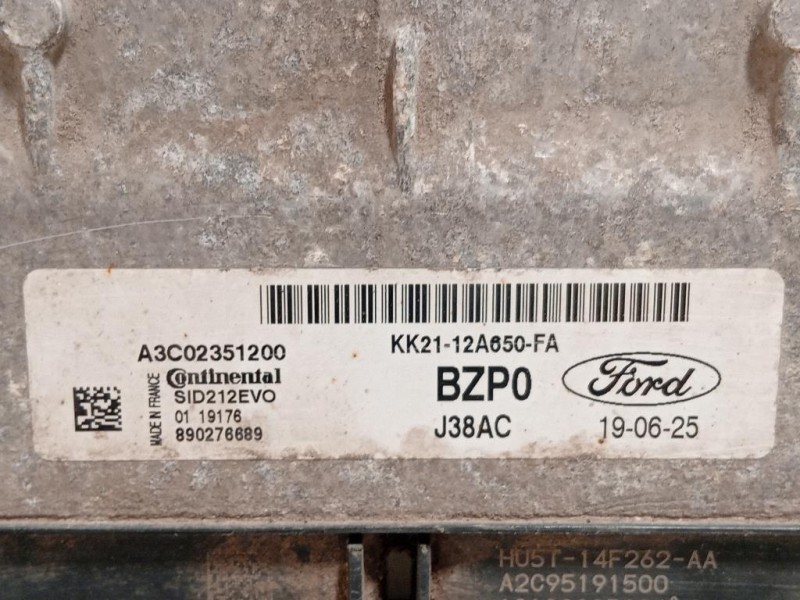 KK21-12A650-FA
A3C02351200
Continental
SID212EVO
01 19176
890276689
MADE IN FRANCE
BZP0
Ford
J38AC
19-06-25
HU5T-14F262-AA
A2C95191500